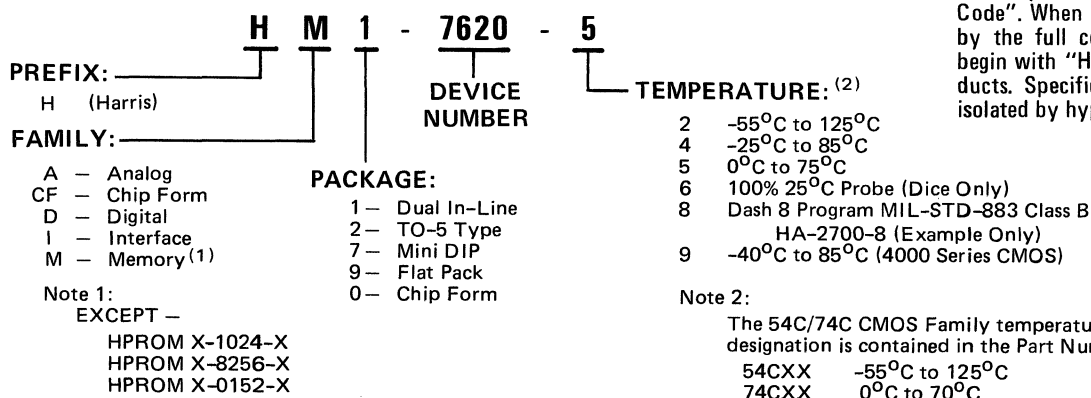 H M 1 - 7620 - 5
PREFIX:
H (Harris)
FAMILY:
A — Analog
CF — Chip Form
D — Digital
I — Interface
M — Memory(1)
Note 1:
EXCEPT —
HPROM X-1024-X
HPROM X-8256-X
HPROM X-0152-X
PACKAGE:
1— Dual In-Line
2— TO-5 Type
7— Mini DIP
9— Flat Pack
0— Chip Form
DEVICE
NUMBER
TEMPERATURE: (2)
2 -55°C to 125°C
4 -25°C to 85°C
5 0°C to 75°C
6 100% 25°C Probe (Dice Only)
8 Dash 8 Program MIL-STD-883 Class B
HA-2700-8 (Example Only)
9 -40°C to 85°C (4000 Series CMOS)
Note 2:
The 54C/74C CMOS Family temperatu
designation is contained in the Part Nu
54CXX -55°C to 125°C
74CXX 0°C to 70°C
Code". When
by the full c
begin with "H
ducts. Specifi
isolated by hy